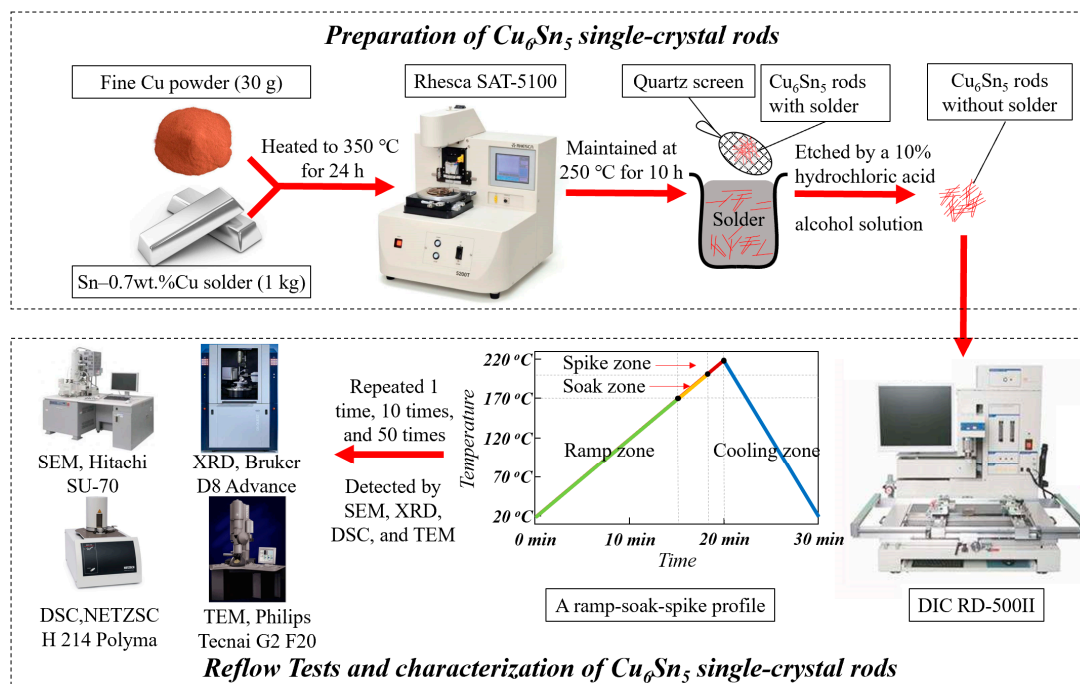 Preparation of Cu6Sn5 single-crystal rods
Fine Cu powder (30 g)
Sn–0.7wt.%Cu solder (1 kg)
Heated to 350 ℃
for 24 h
Rhesca SAT-5100
RHESCA
5200T
Maintained at
250 ℃ for 10 h
Quartz screen
Cu6Sn5 rods
with solder
Solder
Etched by a 10%
hydrochloric acid
alcohol solution
Cu6Sn5 rods
without solder
SEM, Hitachi
SU-70
XRD, Bruker
D8 Advance
DSC,NETZSC
H 214 Polyma
TEM, Philips
Tecnai G2 F20
Repeated 1
time, 10 times,
and 50 times
Detected by
SEM, XRD,
DSC, and TEM
Temperature
220 ℃
170 ℃
120 ℃
70 ℃
20 ℃
Spike zone
Soak zone
Ramp zone
Cooling zone
0 min
10 min
20 min
30 min
Time
A ramp-soak-spike profile
DIC RD-500II
Reflow Tests and characterization of Cu6Sn5 single-crystal rods